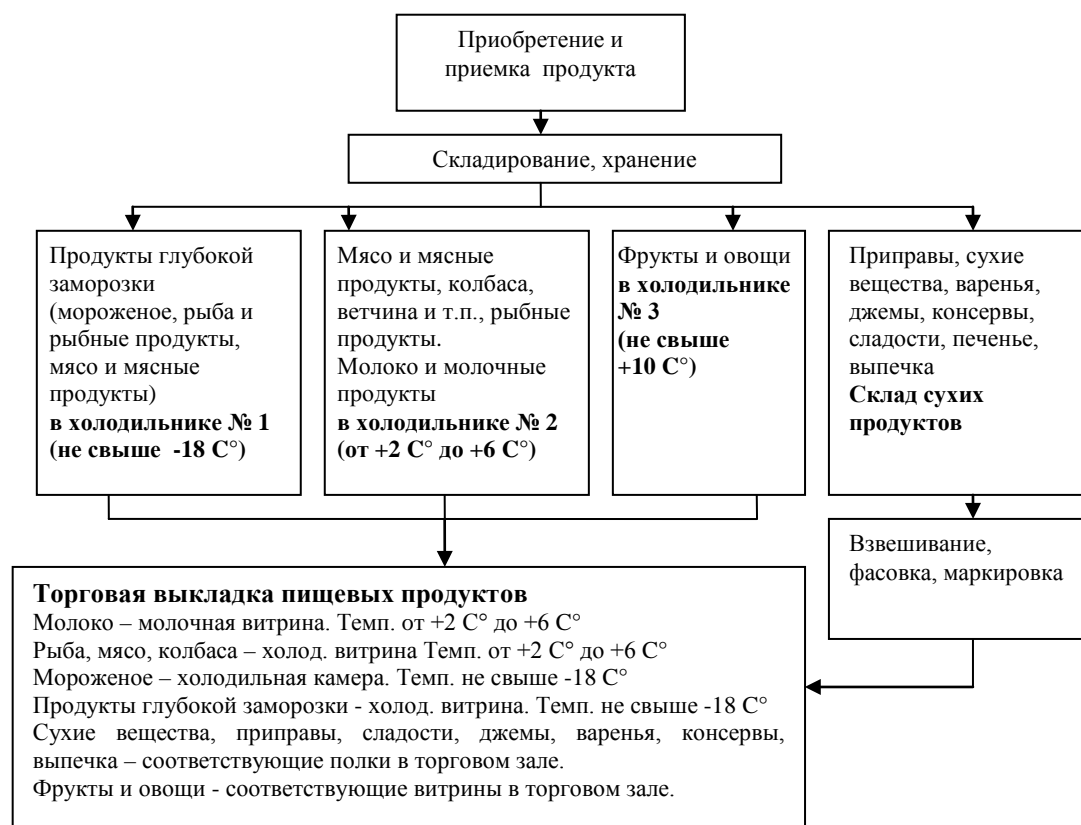 Приобретение и
приемка продукта
Складирование, хранение
Продукты глубокой
заморозки
(мороженое, рыба и
рыбные продукты,
мясо и мясные
продукты)
в холодильнике № 1
(не свыше -18 С°)
Мясо и мясные
продукты, колбаса,
ветчина и т.п., рыбные
продукты.
Молоко и молочные
продукты
в холодильнике № 2
(от +2 С° до +6 С°)
Фрукты и овощи
в холодильнике
№ 3
(не свыше
+10 С°)
Приправы, сухие
вещества, варенья,
джемы, консервы,
сладости, печенье,
выпечка
Склад сухих
продуктов
Взвешивание,
фасовка, маркировка
Торговая выкладка пищевых продуктов
Молоко – молочная витрина. Темп. от +2 С° до +6 С°
Рыба, мясо, колбаса – холод. витрина Темп. от +2 С° до +6 С°
Мороженое – холодильная камера. Темп. не свыше -18 С°
Продукты глубокой заморозки - холод. витрина. Темп. не свыше -18 С°
Сухие вещества, приправы, сладости, джемы, варенья, консервы,
выпечка – соответствующие полки в торговом зале.
Фрукты и овощи - соответствующие витрины в торговом зале.